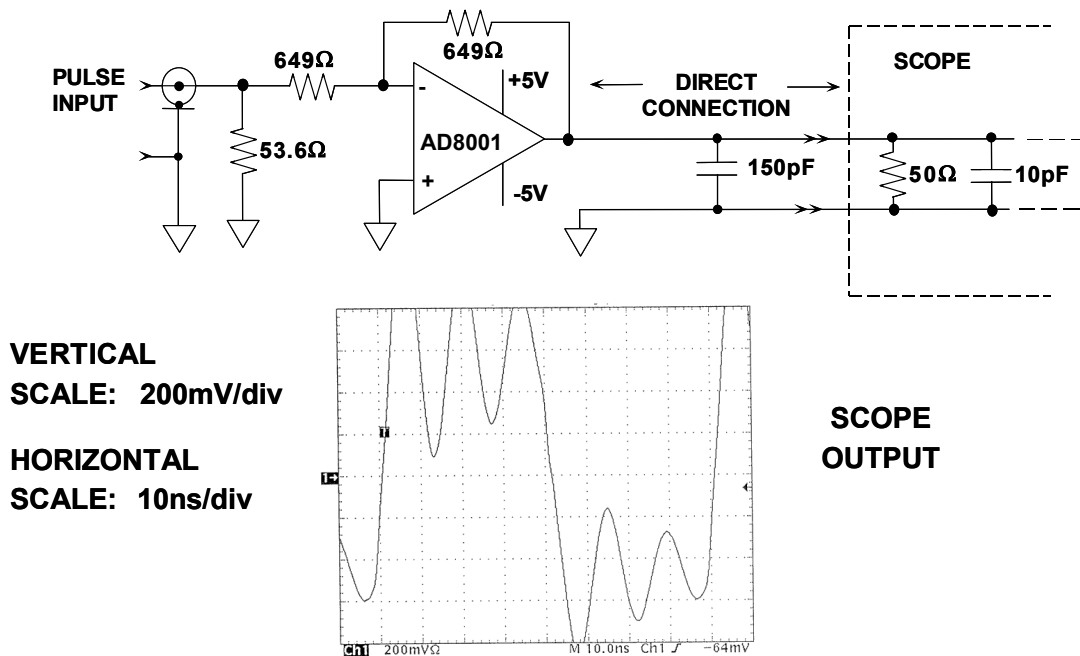 649Ω
649Ω
PULSE
INPUT
53.6Ω
-
+
AD8001
+5V
-5V
DIRECT
CONNECTION
150pF
SCOPE
50Ω
10pF
VERTICAL
SCALE: 200mV/div
HORIZONTAL
SCALE: 10ns/div
T
1→
SCOPE
OUTPUT
Ch1 200mVΩ M 10.0ns Ch1 ƒ -64mV